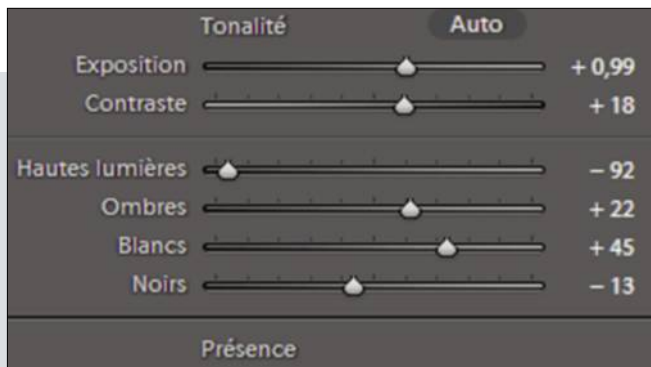 Tonalité Auto
Exposition + 0,99
Contraste + 18
Hautes lumières − 92
Ombres + 22
Blancs + 45
Noirs − 13
Présence